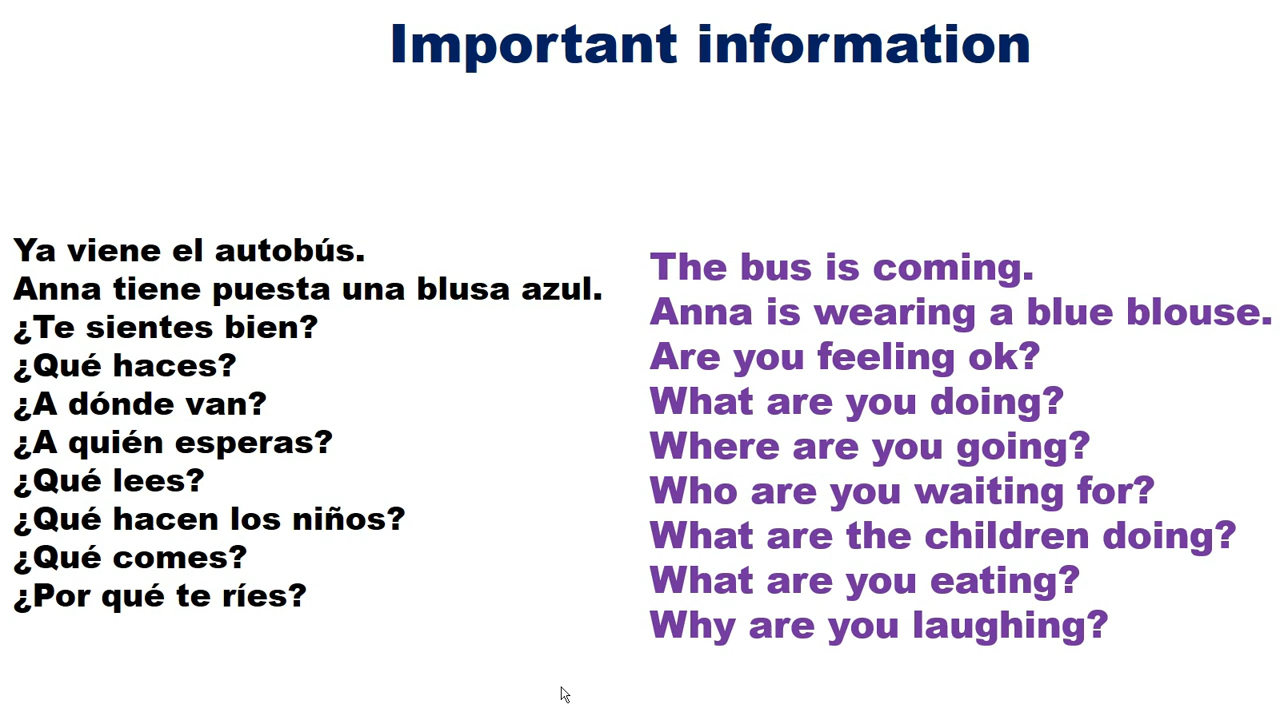 Important information
Ya viene el autobús.
Anna tiene puesta una blusa azul.
¿Te sientes bien?
¿Qué haces?
¿A dónde van?
¿A quién esperas?
¿Qué lees?
¿Qué hacen los niños?
¿Qué comes?
¿Por qué te ríes?
The bus is coming.
Anna is wearing a blue blouse.
Are you feeling ok?
What are you doing?
Where are you going?
Who are you waiting for?
What are the children doing?
What are you eating?
Why are you laughing?